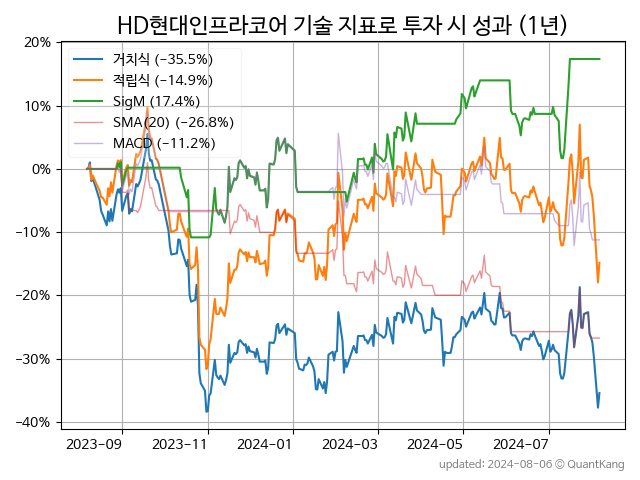 HD현대인프라코어 기술 지표로 투자 시 성과 (1년)
20%
10%
0%
−10%
−20%
−30%
−40%
거치식 (−35.5%)
적립식 (−14.9%)
SigM (17.4%)
SMA(20) (−26.8%)
MACD (−11.2%)
2023-09
2023-11
2024-01
2024-03
2024-05
2024-07
updated: 2024-08-06 © QuantKang